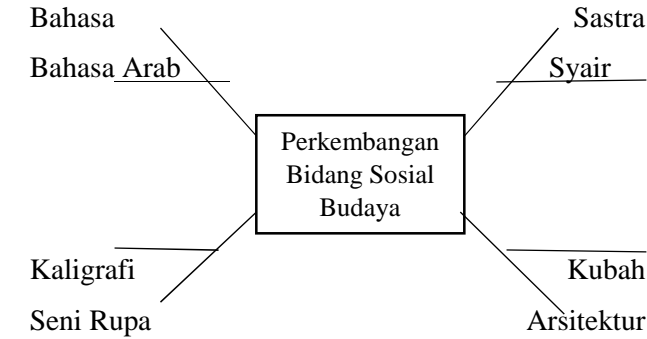 Bahasa
Sastra
Bahasa Arab
Syair
Perkembangan
Bidang Sosial
Budaya
Kaligrafi
Kubah
Seni Rupa
Arsitektur